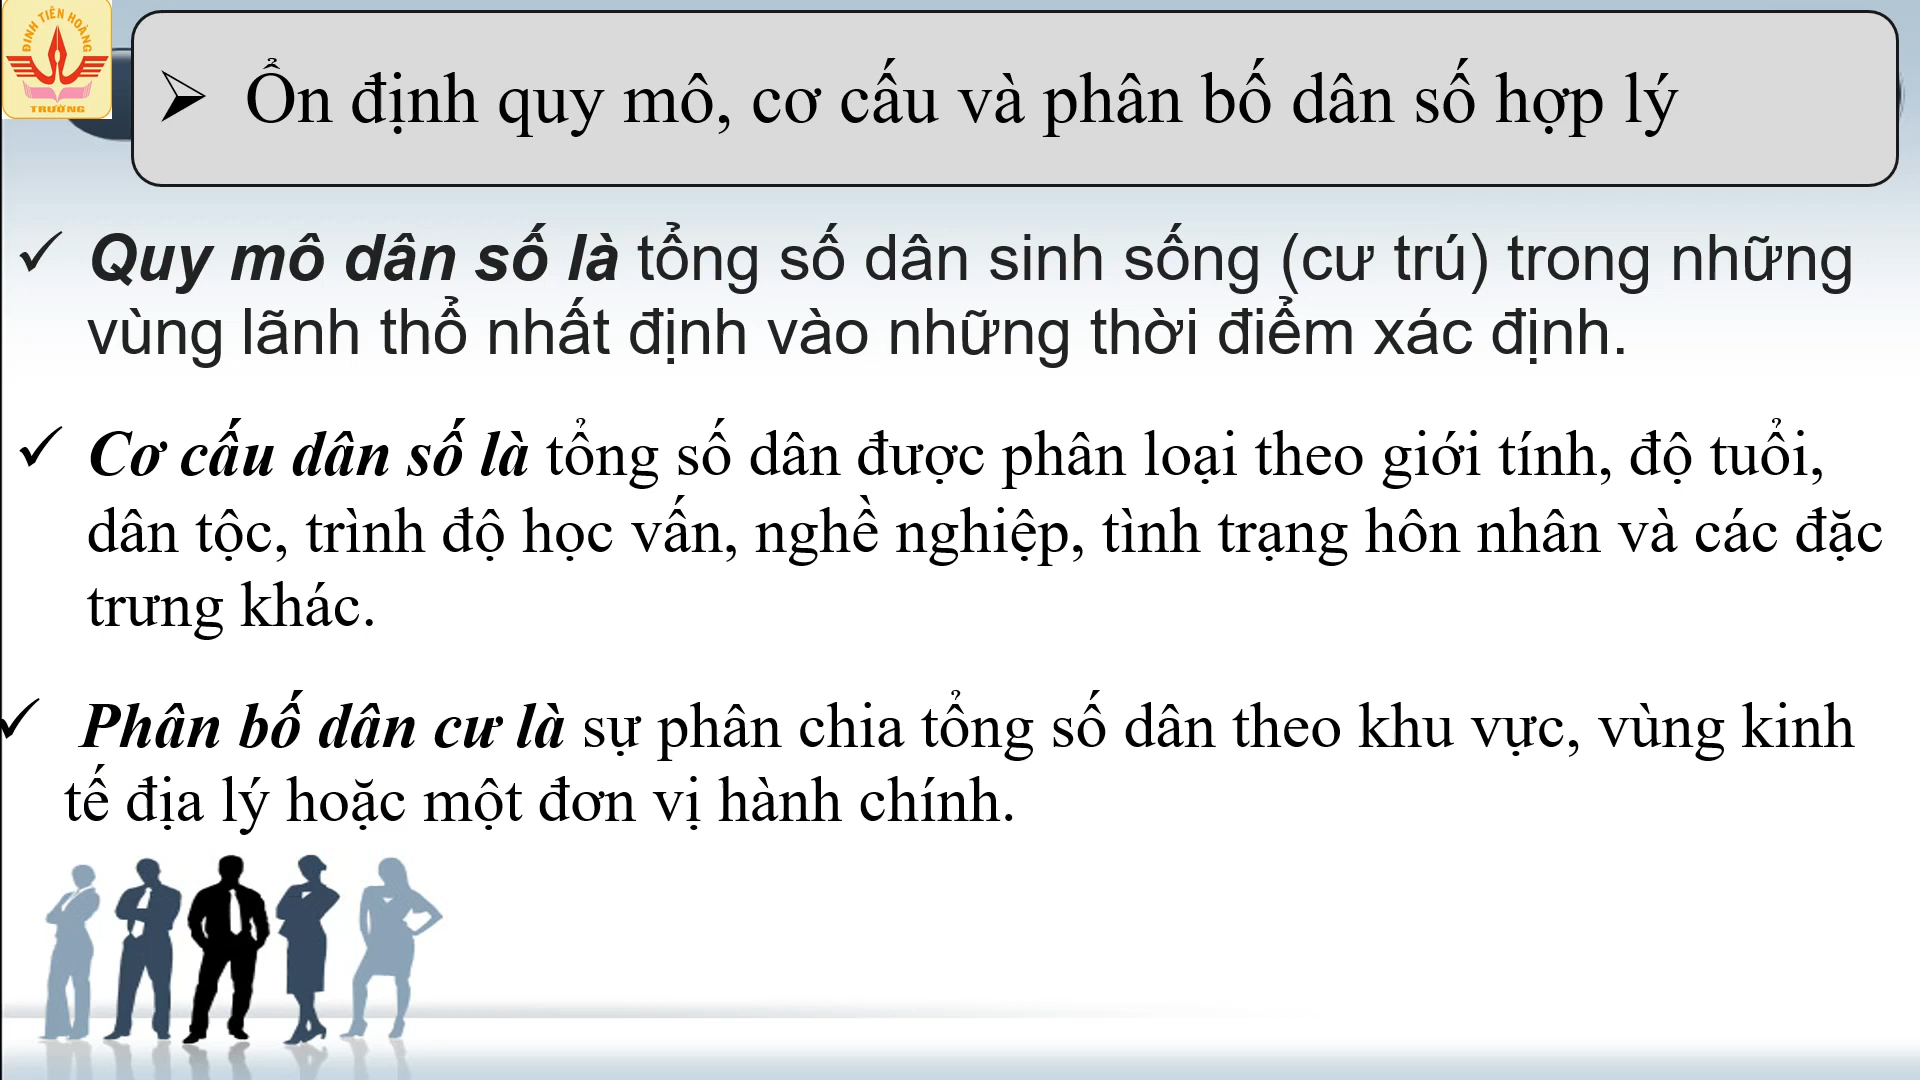 ĐINH TIÊN HOÀNG
TRƯỜNG
Ổn định quy mô, cơ cấu và phân bố dân số hợp lý
Quy mô dân số là tổng số dân sinh sống (cư trú) trong những
vùng lãnh thổ nhất định vào những thời điểm xác định.
Cơ cấu dân số là tổng số dân được phân loại theo giới tính, độ tuổi,
dân tộc, trình độ học vấn, nghề nghiệp, tình trạng hôn nhân và các đặc
trưng khác.
Phân bố dân cư là sự phân chia tổng số dân theo khu vực, vùng kinh
tế địa lý hoặc một đơn vị hành chính.